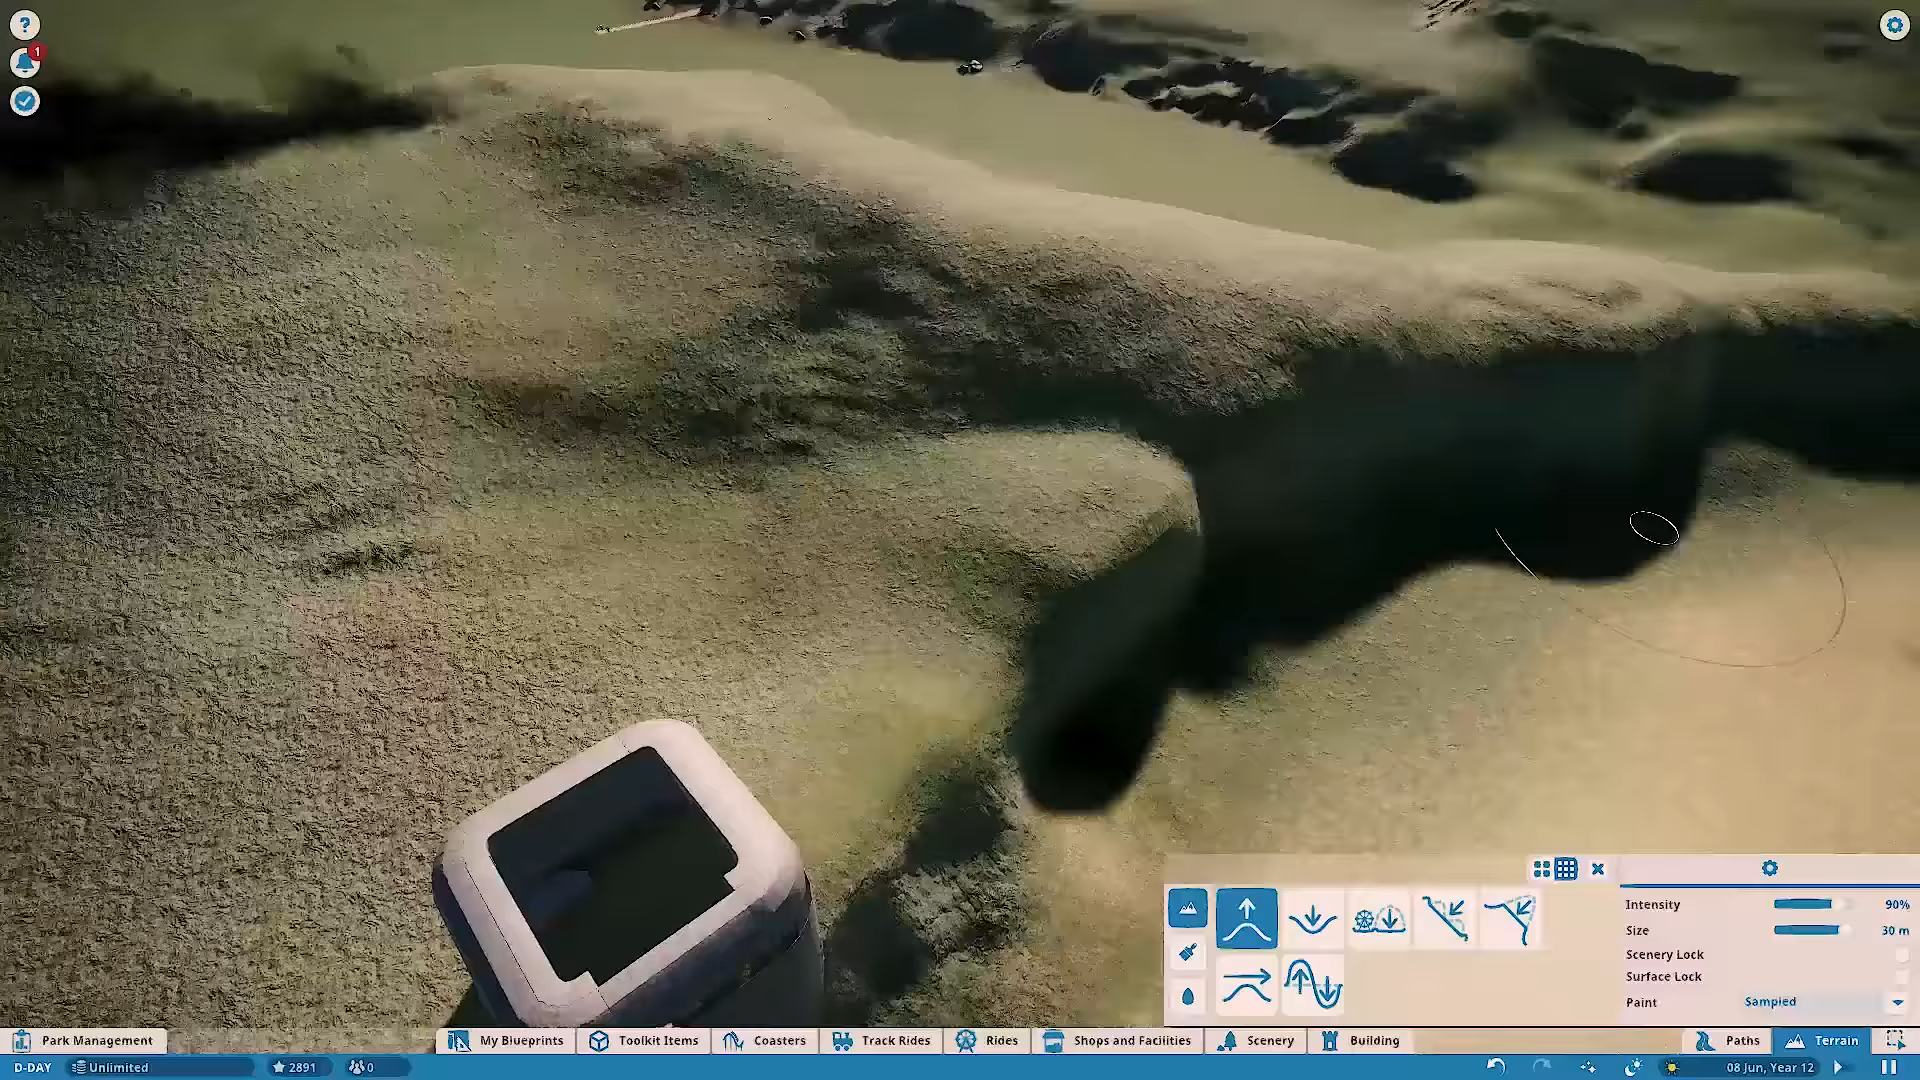 ?
1
Intensity 90%
Size 30 m
Scenery Lock
Surface Lock
Paint Sampled
Park Management My Blueprints Toolkit Items Coasters Track Rides Rides Shops and Facilities Scenery Building Paths Terrain
D-DAY Unlimited 2891 0 08 Jun, Year 12